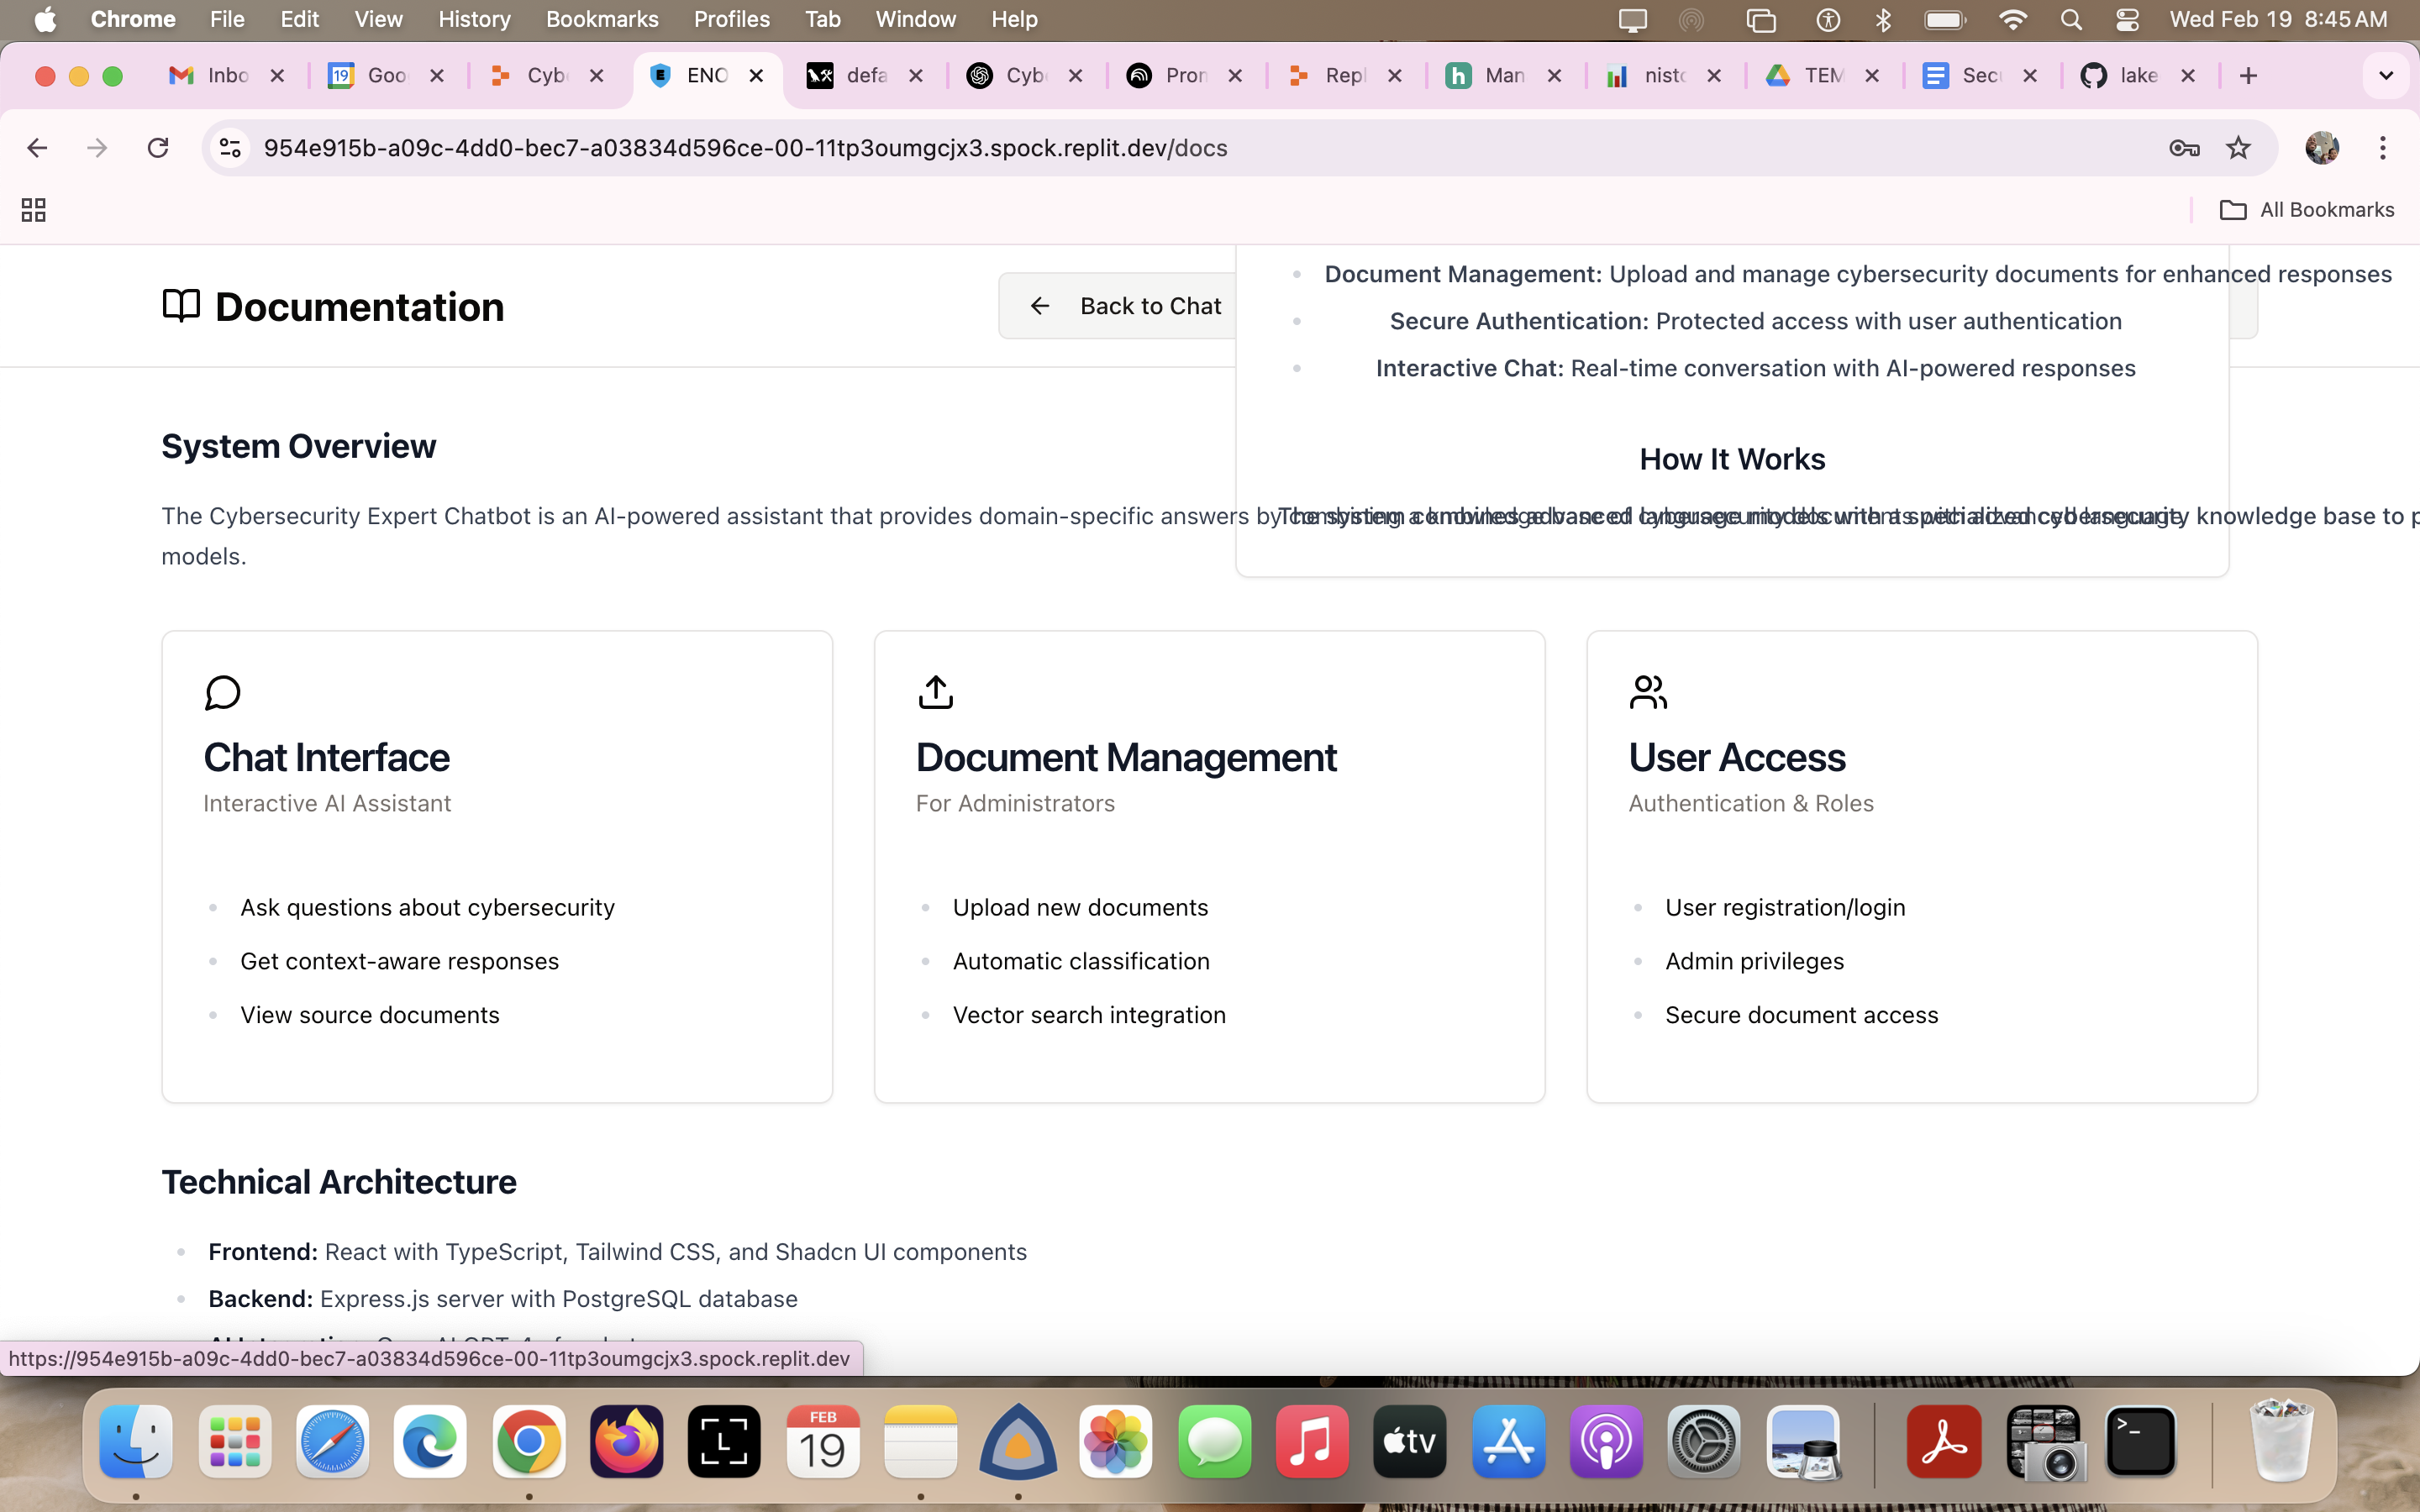 Chrome File Edit View History Bookmarks Profiles Tab Window Help Wed Feb 19 8:45 AM
Inbo 19 Goo Cyb ENO defa Cyb Pron Repl Man nist TEM Sec lake
954e915b-a09c-4dd0-bec7-a03834d596ce-00-11tp3oumgcjx3.spock.replit.dev/docs
All Bookmarks
Documentation
Back to Chat
Document Management: Upload and manage cybersecurity documents for enhanced responses
Secure Authentication: Protected access with user authentication
Interactive Chat: Real-time conversation with AI-powered responses
How It Works
System Overview
The Cybersecurity Expert Chatbot is an AI-powered assistant that provides domain-specific answers by
knowledge base to p
models.
Chat Interface
Interactive AI Assistant
Ask questions about cybersecurity
Get context-aware responses
View source documents
Document Management
For Administrators
Upload new documents
Automatic classification
Vector search integration
User Access
Authentication & Roles
User registration/login
Admin privileges
Secure document access
Technical Architecture
Frontend: React with TypeScript, Tailwind CSS, and Shadcn UI components
Backend: Express.js server with PostgreSQL database
https://954e915b-a09c-4dd0-bec7-a03834d596ce-00-11tp3oumgcjx3.spock.replit.dev
L
FEB
19
tv